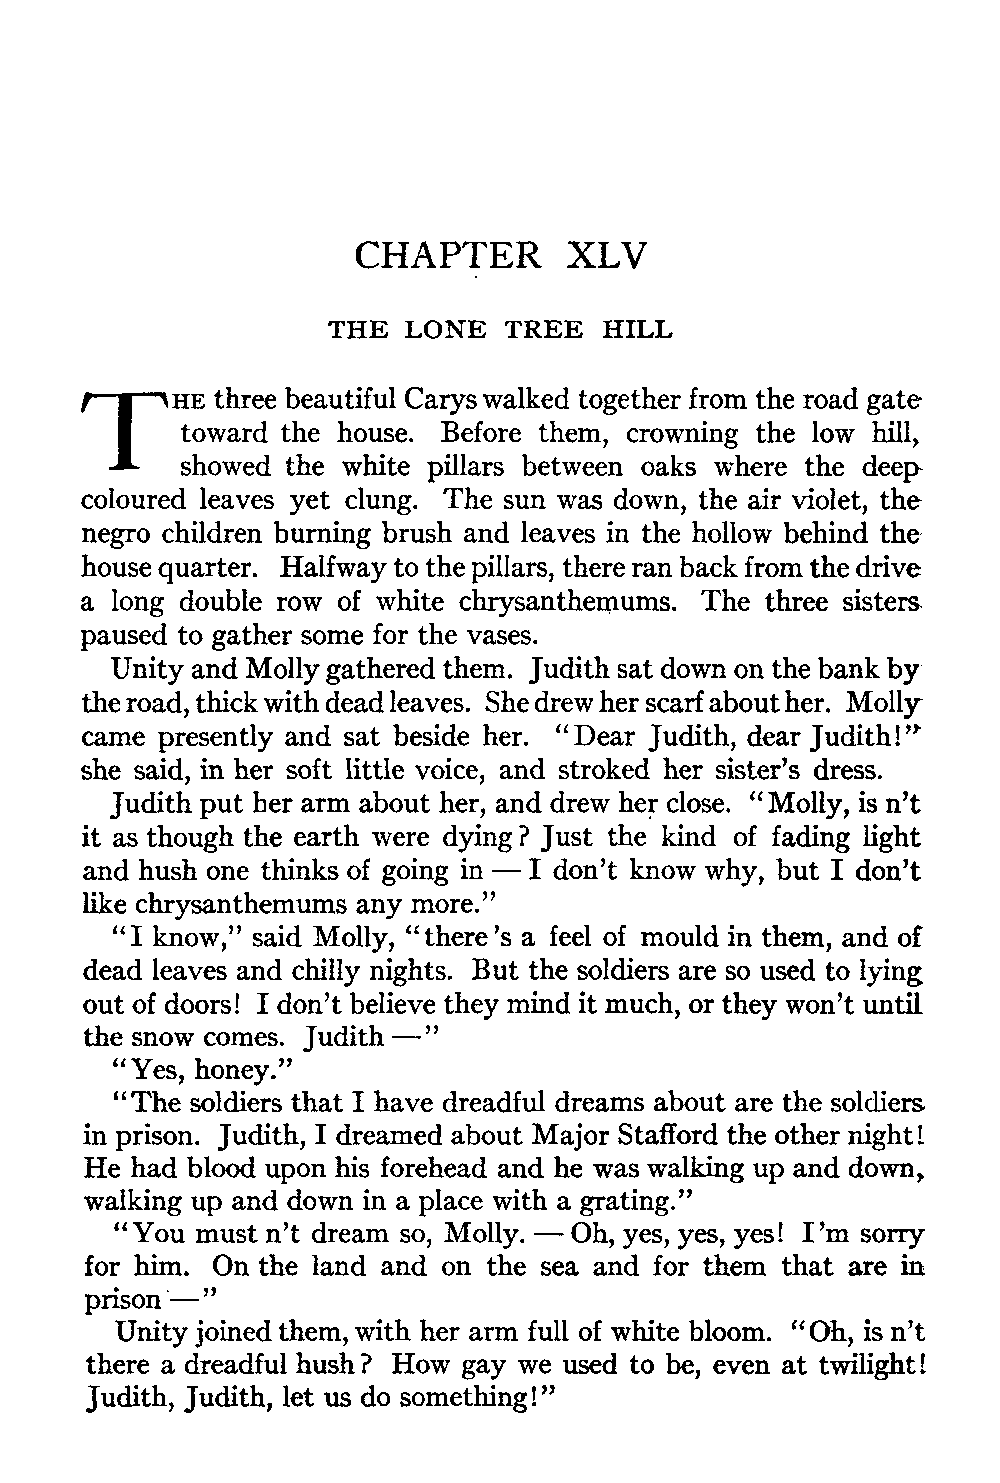 CHAPTER XLV
THE LONE TREE HILL
THE three beautiful Carys walked together from the road gate
toward the house. Before them, crowning the low hill,
showed the white pillars between oaks where the deep-
coloured leaves yet clung. The sun was down, the air violet, the
negro children burning brush and leaves in the hollow behind the
house quarter. Halfway to the pillars, there ran back from the drive
a long double row of white chrysanthemums. The three sisters
paused to gather some for the vases.
Unity and Molly gathered them. Judith sat down on the bank by
the road, thick with dead leaves. She drew her scarf about her. Molly
came presently and sat beside her. "Dear Judith, dear Judith!"
she said, in her soft little voice, and stroked her sister's dress.
Judith put her arm about her, and drew her close. "Molly, is n't
it as though the earth were dying? Just the kind of fading light
and hush one thinks of going in — I don't know why, but I don't
like chrysanthemums any more."
"I know," said Molly, "there 's a feel of mould in them, and of
dead leaves and chilly nights. But the soldiers are so used to lying
out of doors! I don't believe they mind it much, or they won't until
the snow comes. Judith —"
"Yes, honey."
"The soldiers that I have dreadful dreams about are the soldiers
in prison. Judith, I dreamed about Major Stafford the other night!
He had blood upon his forehead and he was walking up and down,
walking up and down in a place with a grating."
"You must n't dream so, Molly. — Oh, yes, yes, yes! I 'm sorry
for him. On the land and on the sea and for them that are in
prison —"
Unity joined them, with her arm full of white bloom. "Oh, is n't
there a dreadful hush? How gay we used to be, even at twilight!
Judith, Judith, let us do something!"